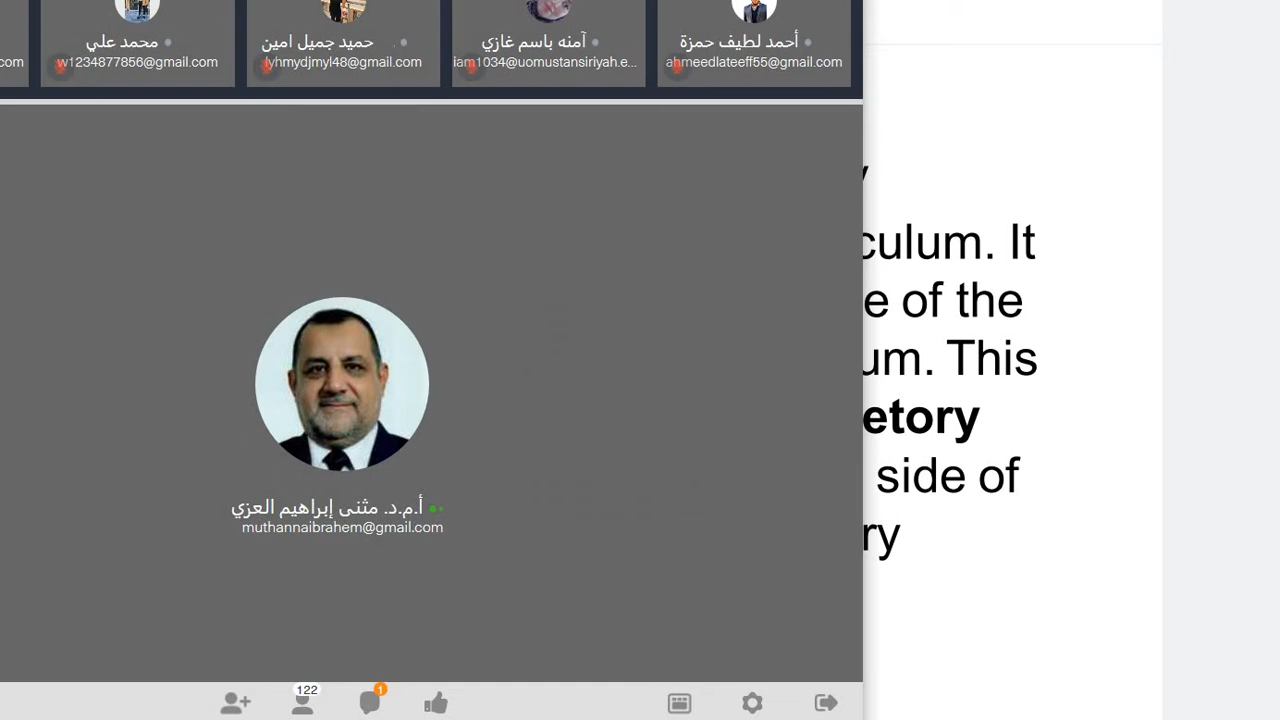 com
محمد علي
w1234877856@gmail.com
حميد جميل امين
lyhmydjmyl48@gmail.com
آمنه باسم غازي
iam1034@uomustansiriyah.e...
أحمد لطيف حمزة
ahmeedlateeff55@gmail.com
أ.م.د. مثنى إبراهيم العزي
muthannaibrahem@gmail.com
122
1
y
culum. It
e of the
um. This
etory
side of
ry